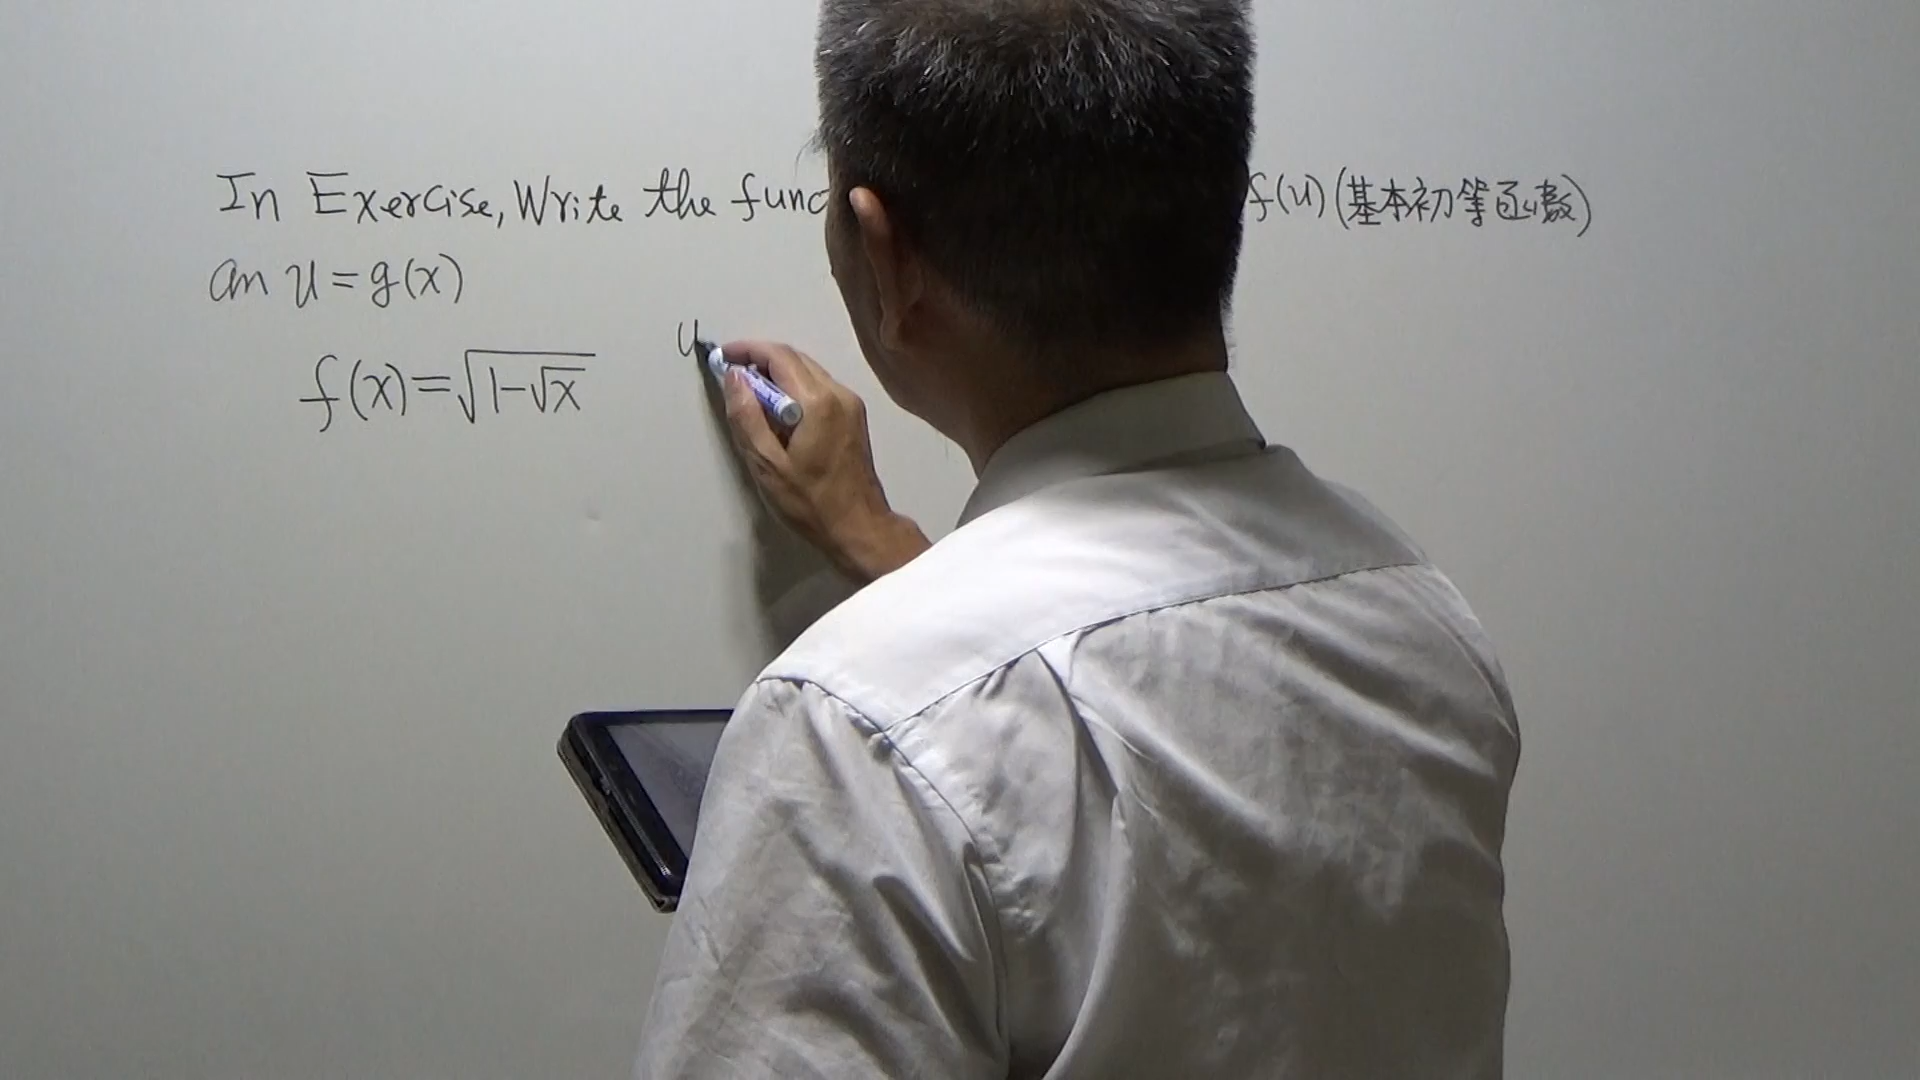 In Exercise, Write the func f(u) (基本初等函數)
an u = g(x)
u
f(x) = √(1-√x)